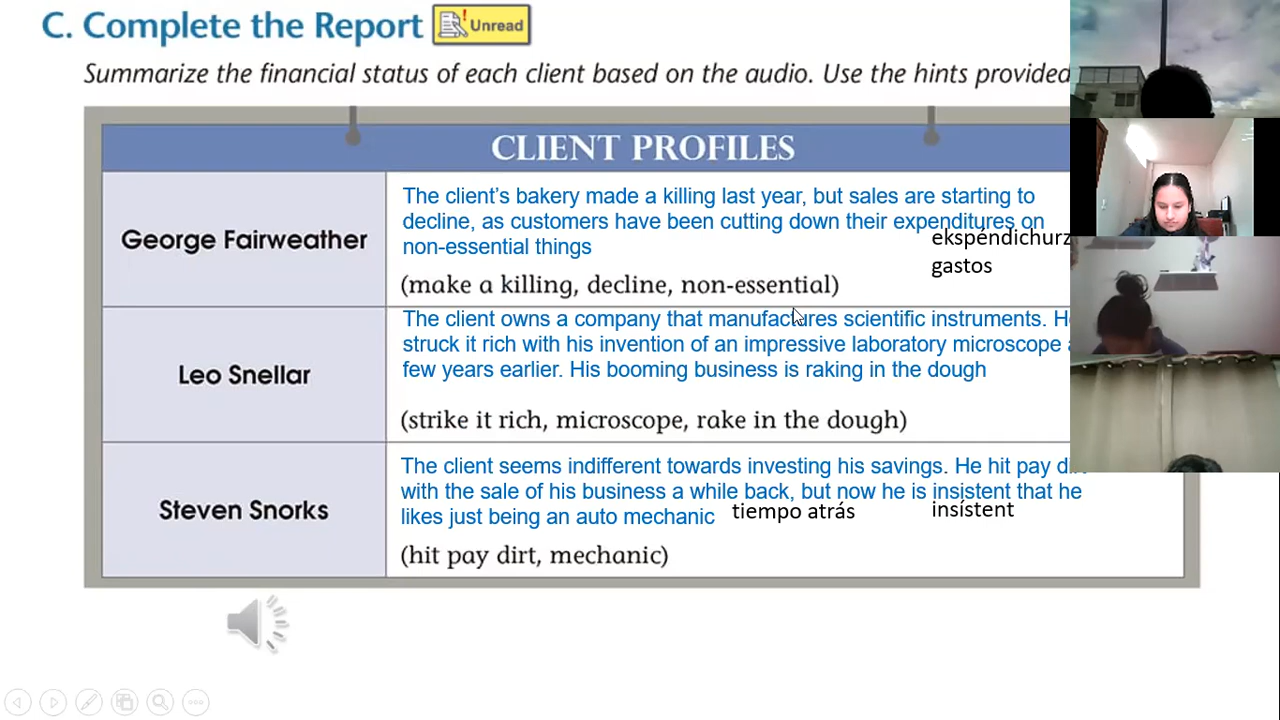 C. Complete the Report
Unread
Summarize the financial status of each client based on the audio. Use the hints provided
CLIENT PROFILES
George Fairweather
The client's bakery made a killing last year, but sales are starting to
decline, as customers have been cutting down their expenditures on
non-essential things
ekspéndichurz
gastos
(make a killing, decline, non-essential)
Leo Snellar
The client owns a company that manufactures scientific instruments.
struck it rich with his invention of an impressive laboratory microscope
few years earlier. His booming business is raking in the dough
(strike it rich, microscope, rake in the dough)
Steven Snorks
The client seems indifferent towards investing his savings. He hit pay
with the sale of his business a while back, but now he is insistent that he
likes just being an auto mechanic
tiempo atrás
insístent
(hit pay dirt, mechanic)